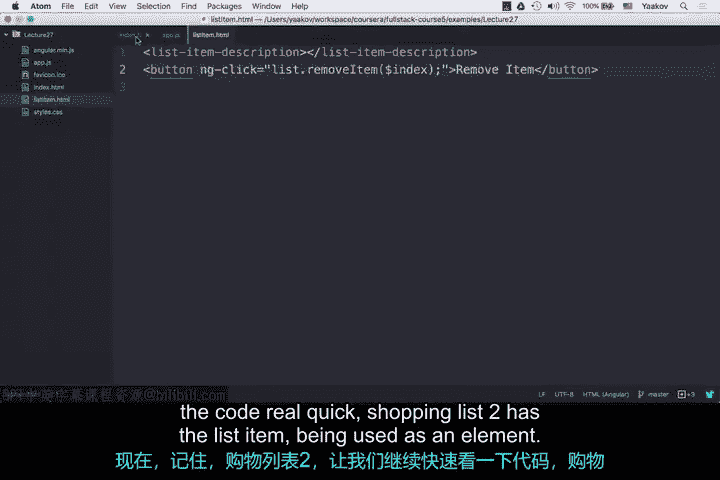 Atom File Edit View Selection Find Packages Window Help 100% Yaakov
listItem.html — /Users/yaakov/workspace/coursera/fullstack-course5/examples/Lecture27
Lecture27
app.js
listItem.html
angular.min.js
app.js
favicon.ico
index.html
listItem.html
styles.css
1 <list-item-description></list-item-description>
2 <button ng-click="list.removeItem($index);">Remove Item</button>
3
LF UTF-8 HTML (Angular) master +3
the code real quick, shopping list 2 has
the list item, being used as an element.
现在，记住，购物列表2，让我们继续快速看一下代码，购物